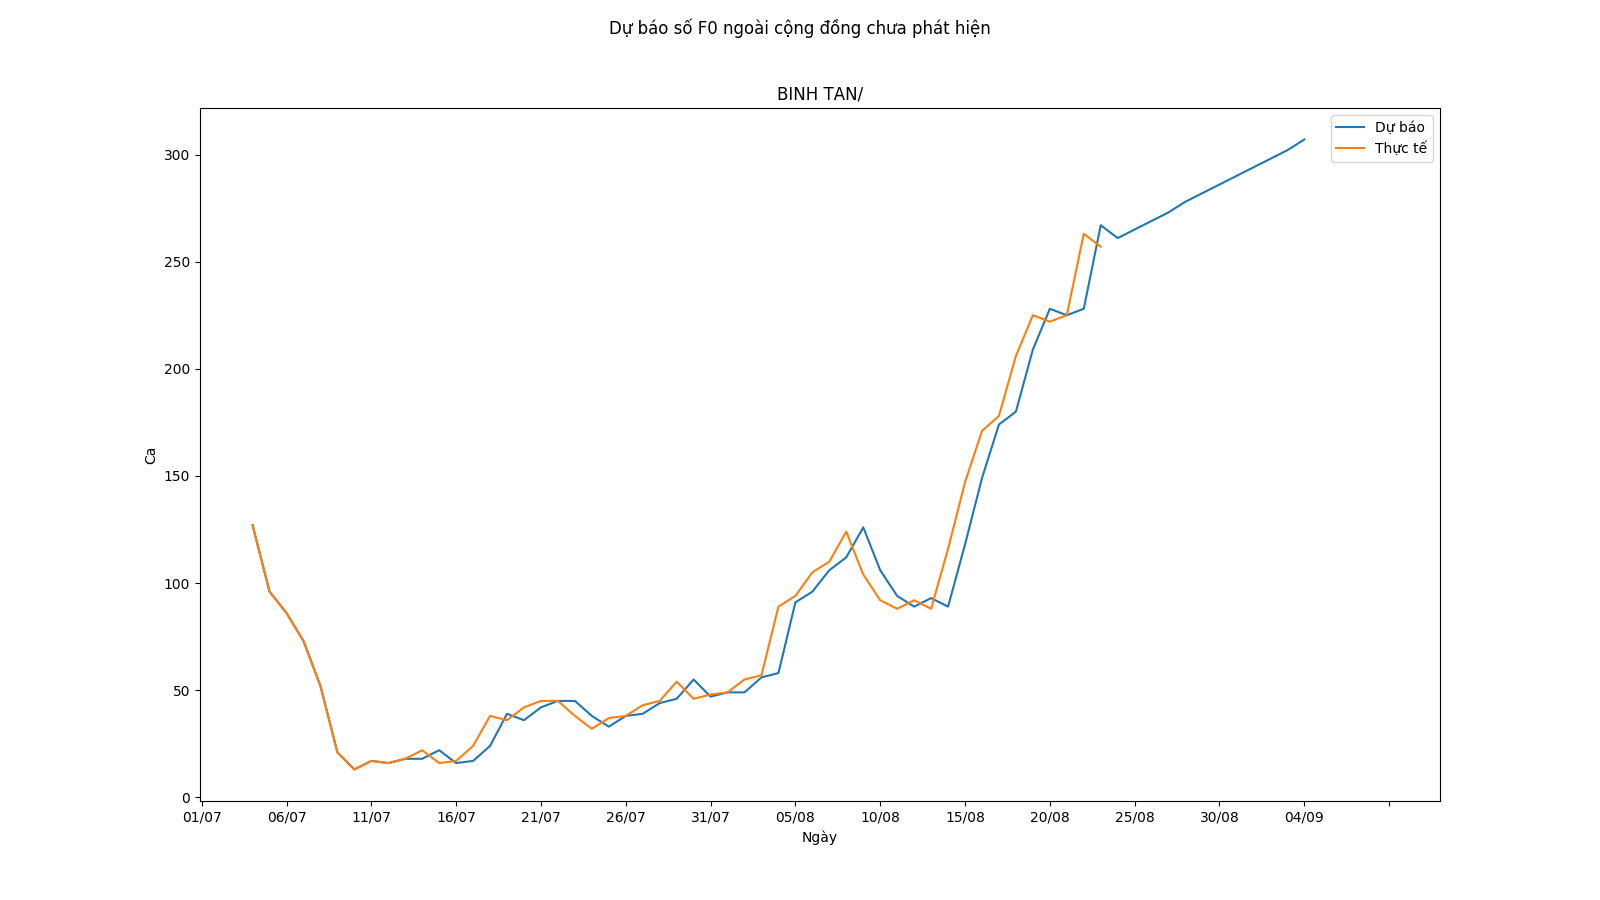 Dự báo số F0 ngoài cộng đồng chưa phát hiện
BINH TAN/
Dự báo
Thực tế
300
250
200
150
100
50
0
Ca
01/07 06/07 11/07 16/07 21/07 26/07 31/07 05/08 10/08 15/08 20/08 25/08 30/08 04/09
Ngày